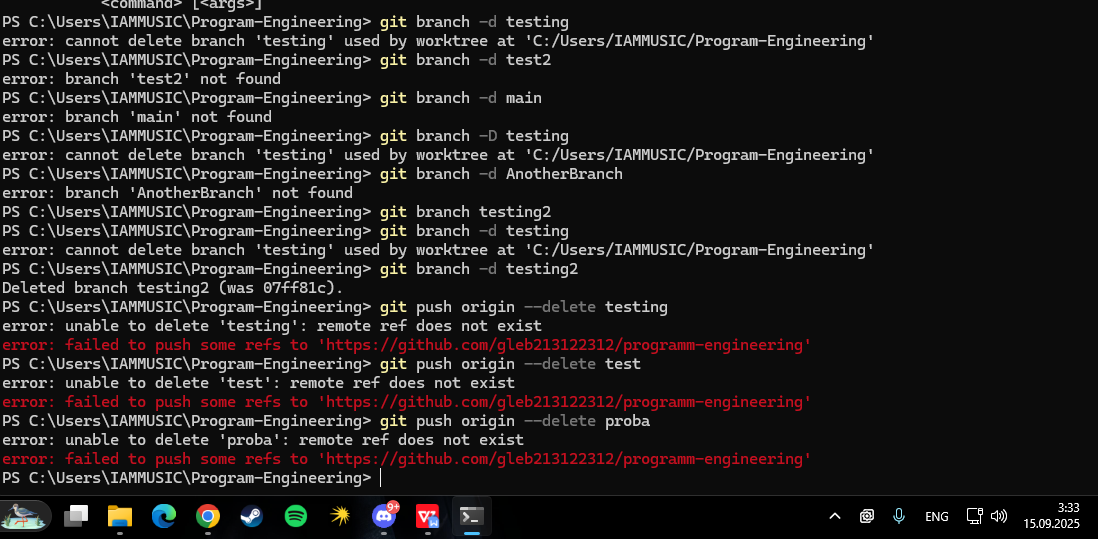 <command> [<args>]
PS C:\Users\IAMMUSIC\Program-Engineering> git branch -d testing
error: cannot delete branch 'testing' used by worktree at 'C:/Users/IAMMUSIC/Program-Engineering'
PS C:\Users\IAMMUSIC\Program-Engineering> git branch -d test2
error: branch 'test2' not found
PS C:\Users\IAMMUSIC\Program-Engineering> git branch -d main
error: branch 'main' not found
PS C:\Users\IAMMUSIC\Program-Engineering> git branch -D testing
error: cannot delete branch 'testing' used by worktree at 'C:/Users/IAMMUSIC/Program-Engineering'
PS C:\Users\IAMMUSIC\Program-Engineering> git branch -d AnotherBranch
error: branch 'AnotherBranch' not found
PS C:\Users\IAMMUSIC\Program-Engineering> git branch testing2
PS C:\Users\IAMMUSIC\Program-Engineering> git branch -d testing
error: cannot delete branch 'testing' used by worktree at 'C:/Users/IAMMUSIC/Program-Engineering'
PS C:\Users\IAMMUSIC\Program-Engineering> git branch -d testing2
Deleted branch testing2 (was 07ff81c).
PS C:\Users\IAMMUSIC\Program-Engineering> git push origin --delete testing
error: unable to delete 'testing': remote ref does not exist
error: failed to push some refs to 'https://github.com/gleb213122312/programm-engineering'
PS C:\Users\IAMMUSIC\Program-Engineering> git push origin --delete test
error: unable to delete 'test': remote ref does not exist
error: failed to push some refs to 'https://github.com/gleb213122312/programm-engineering'
PS C:\Users\IAMMUSIC\Program-Engineering> git push origin --delete proba
error: unable to delete 'proba': remote ref does not exist
error: failed to push some refs to 'https://github.com/gleb213122312/programm-engineering'
PS C:\Users\IAMMUSIC\Program-Engineering>
9+
ENG
3:33
15.09.2025